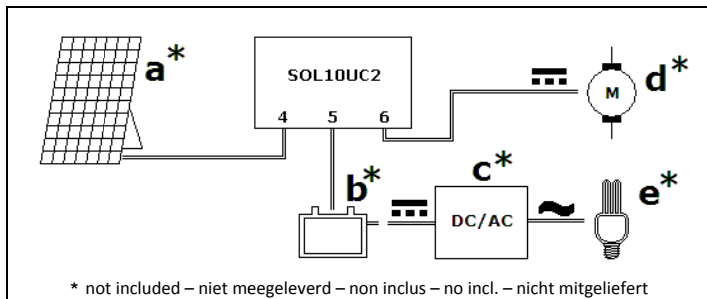 a*
SOL10UC2
4 5 6
M
d*
b*
c*
DC/AC
e*
* not included – niet meegeleverd – non inclus – no incl. – nicht mitgeliefert